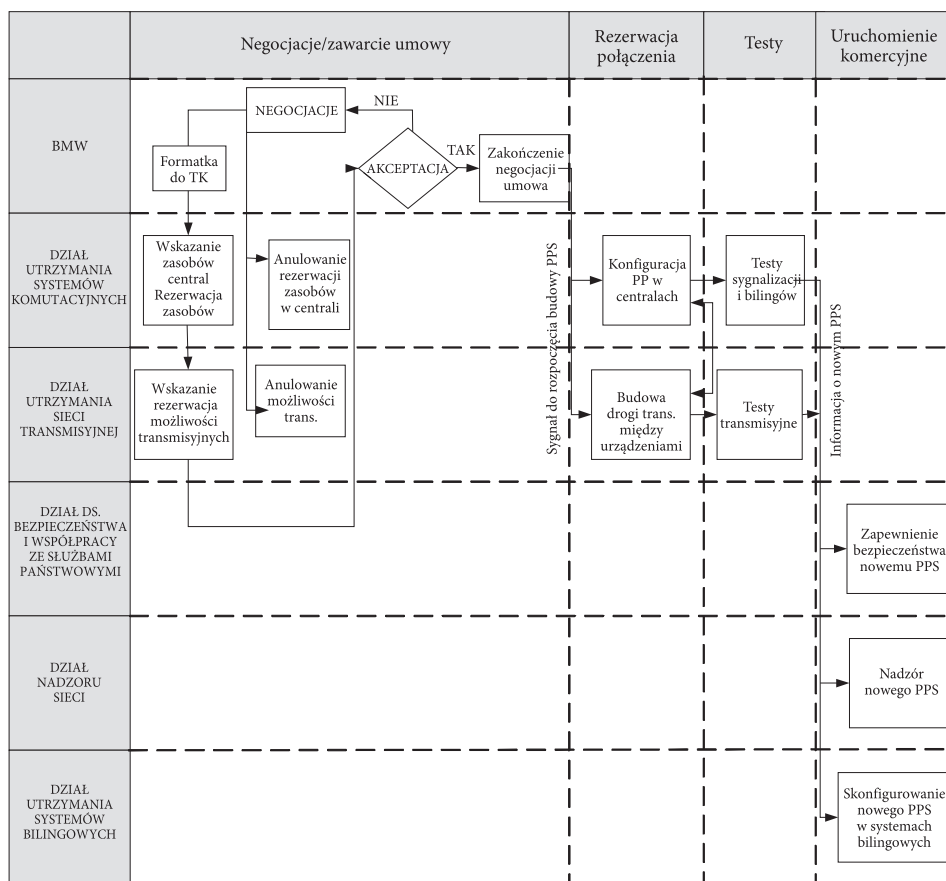 Negocjacje/zawarcie umowy
Rezerwacja
połączenia
Testy
Uruchomienie
komercyjne
BMW
NEGOCJACJE
NIE
Formatka
do TK
AKCEPTACJA
TAK
Zakończenie
negocjacji
umowa
DZIAŁ
UTRZYMANIA
SYSTEMÓW
KOMUTACYJNYCH
Wskazanie
zasobów
central
Rezerwacja
zasobów
Anulowanie
rezerwacji
zasobów
w centrali
Sygnał do rozpoczęcia budowy PPS
Konfiguracja
PP w
centralach
Testy
sygnalizacji
i bilingów
Informacja o nowym PPS
DZIAŁ
UTRZYMANIA
SIECI
TRANSMISYJNEJ
Wskazanie
rezerwacja
możliwości
transmisyjnych
Anulowanie
możliwości
trans.
Budowa
drogi trans.
między
urządzeniami
Testy
transmisyjne
DZIAŁ DS.
BEZPIECZEŃSTWA
I WSPÓŁPRACY
ZE SŁUŻBAMI
PAŃSTWOWYMI
Zapewnienie
bezpieczeństwa
nowemu PPS
DZIAŁ
NADZORU
SIECI
Nadzór
nowego PPS
DZIAŁ
UTRZYMANIA
SYSTEMÓW
BILINGOWYCH
Skonfigurowanie
nowego PPS
w systemach
bilingowych